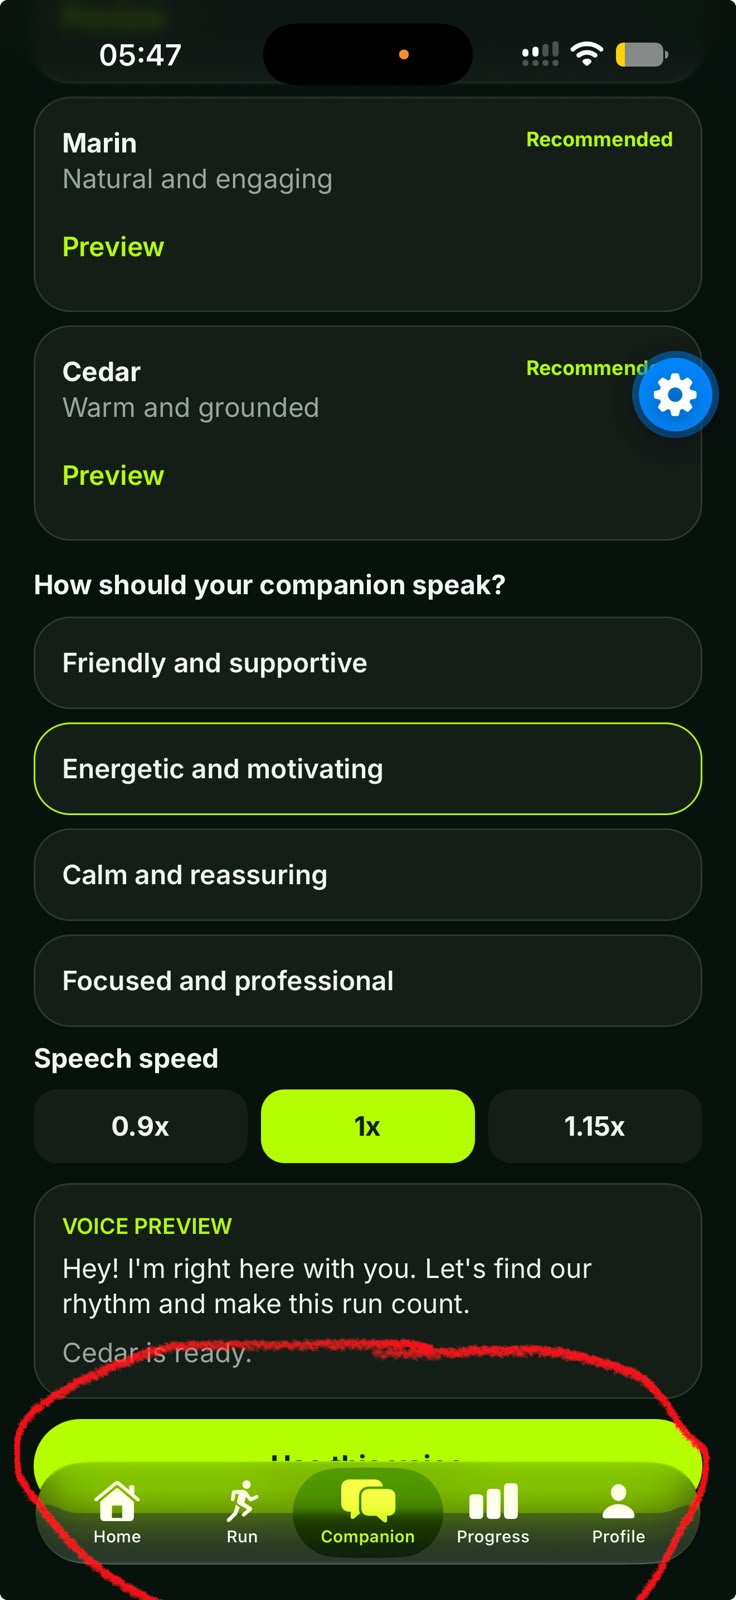 05:47
Marin
Recommended
Natural and engaging
Preview
Cedar
Warm and grounded
Preview
How should your companion speak?
Friendly and supportive
Energetic and motivating
Calm and reassuring
Focused and professional
Speech speed
0.9x
1x
1.15x
VOICE PREVIEW
Hey! I'm right here with you. Let's find our
rhythm and make this run count.
Cedar is ready.
Home
Run
Companion
Progress
Profile